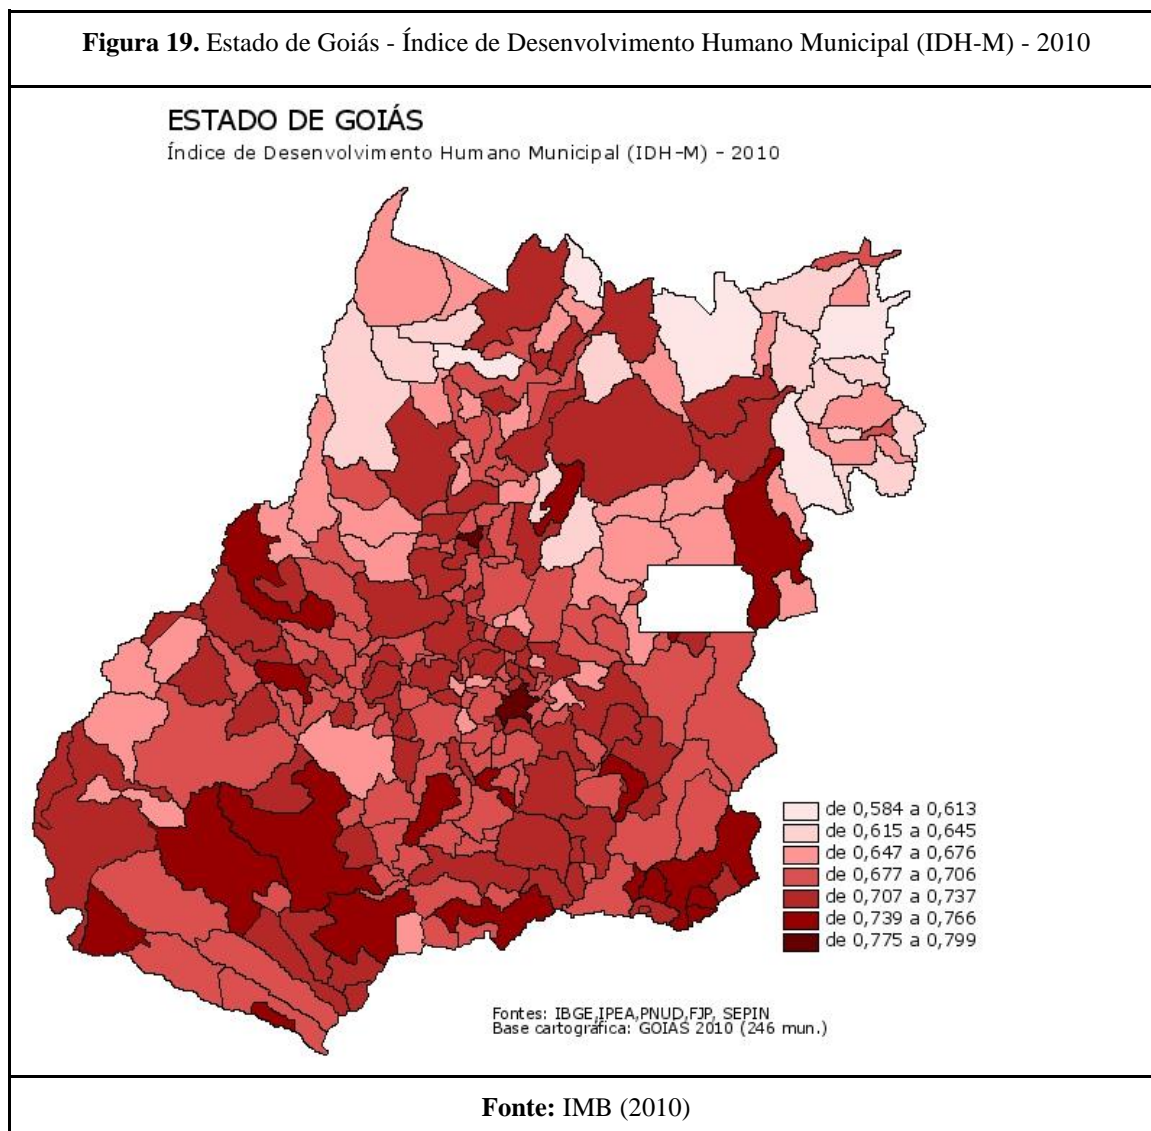 Figura 19. Estado de Goiás - Índice de Desenvolvimento Humano Municipal (IDH-M) - 2010
ESTADO DE GOIÁS
Índice de Desenvolvimento Humano Municipal (IDH-M) - 2010
de 0,584 a 0,613
de 0,615 a 0,645
de 0,647 a 0,676
de 0,677 a 0,706
de 0,707 a 0,737
de 0,739 a 0,766
de 0,775 a 0,799
Fontes: IBGE,IPEA,PNUD,FJP, SEPIN
Base cartográfica: GOIAS 2010 (246 mun.)
Fonte: IMB (2010)